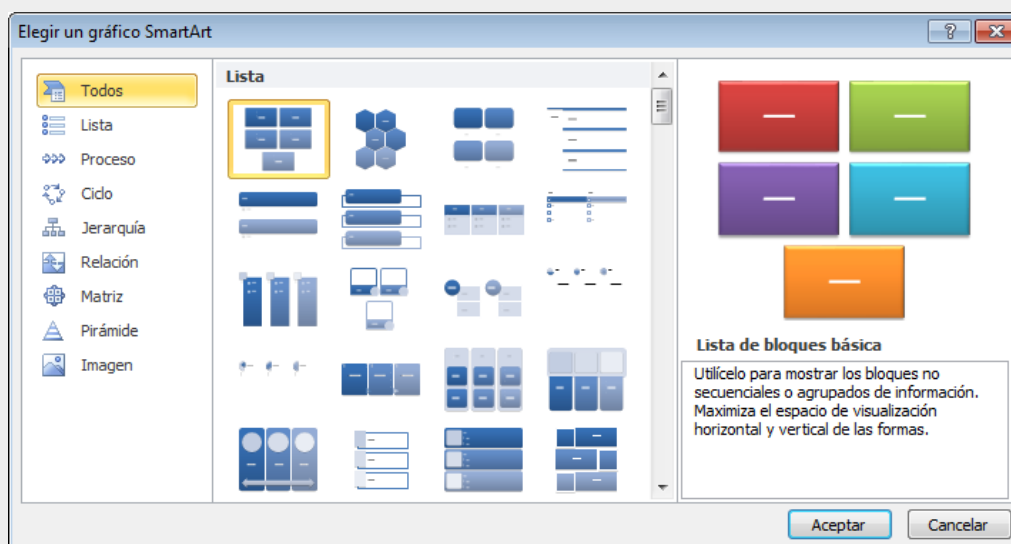 Elegir un gráfico SmartArt
Todos
Lista
Proceso
Ciclo
Jerarquía
Relación
Matriz
Pirámide
Imagen
Lista
Lista de bloques básica
Utilícelo para mostrar los bloques no
secuenciales o agrupados de información.
Maximiza el espacio de visualización
horizontal y vertical de las formas.
Aceptar
Cancelar